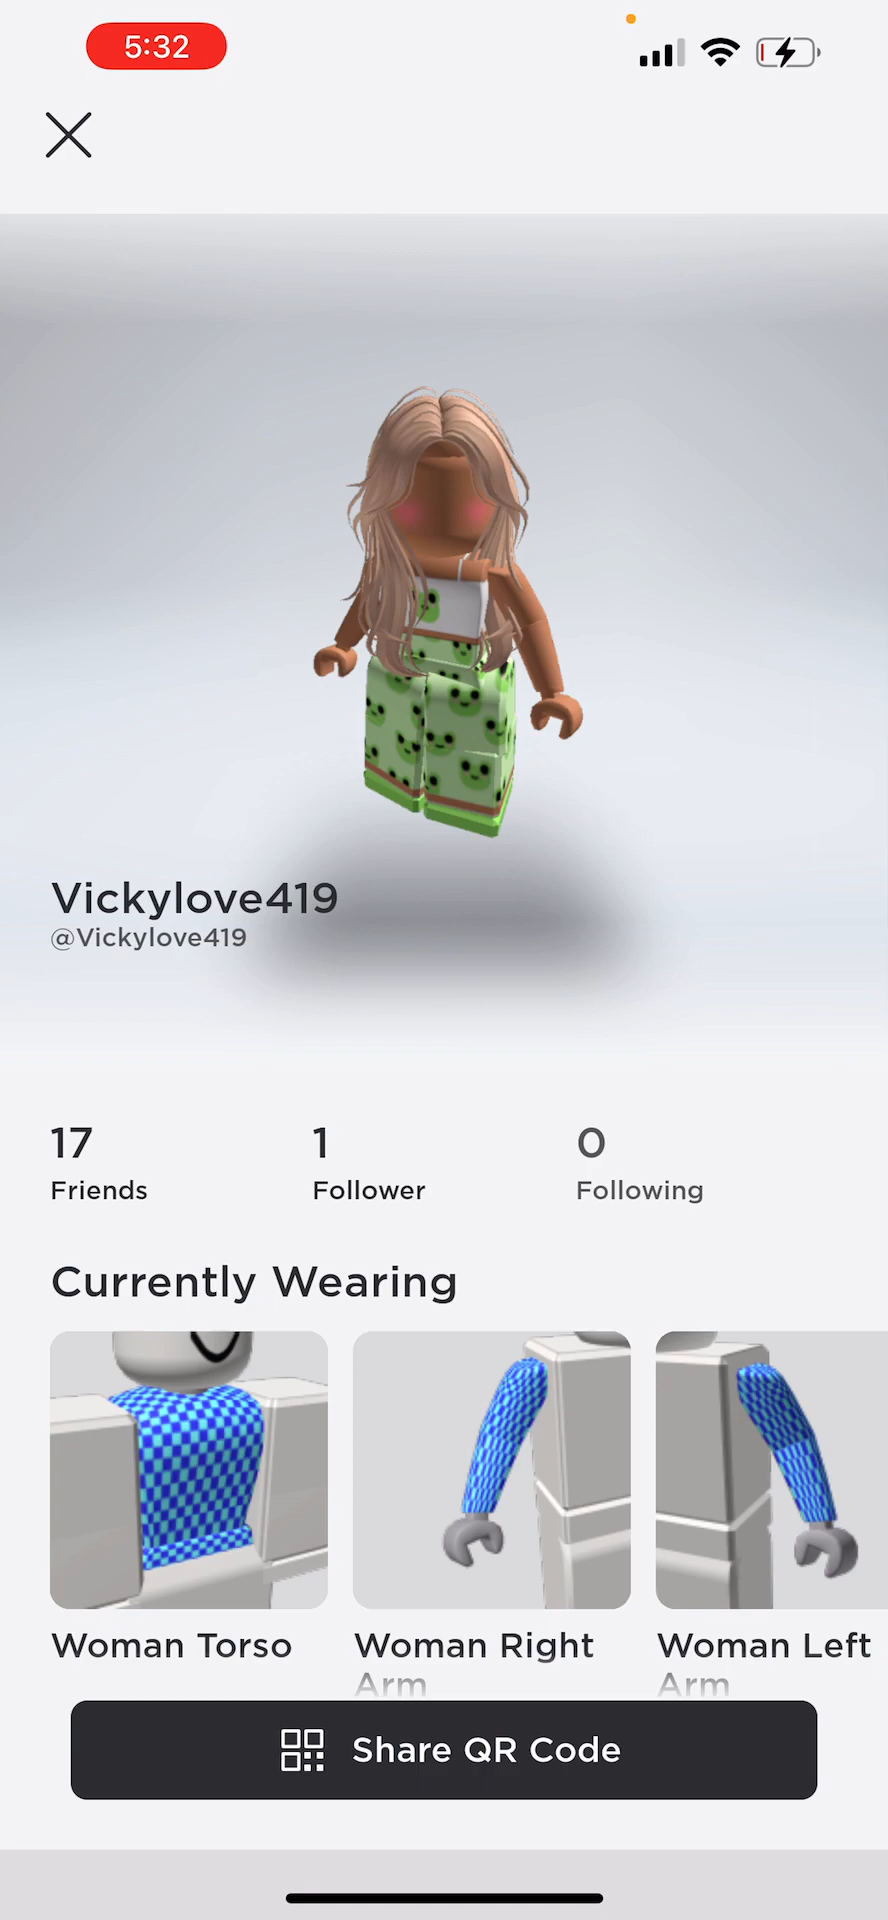 5:32
Vickylove419
@Vickylove419
17
Friends
1
Follower
0
Following
Currently Wearing
Woman Torso
Woman Right
Arm
Woman Left
Arm
Share QR Code